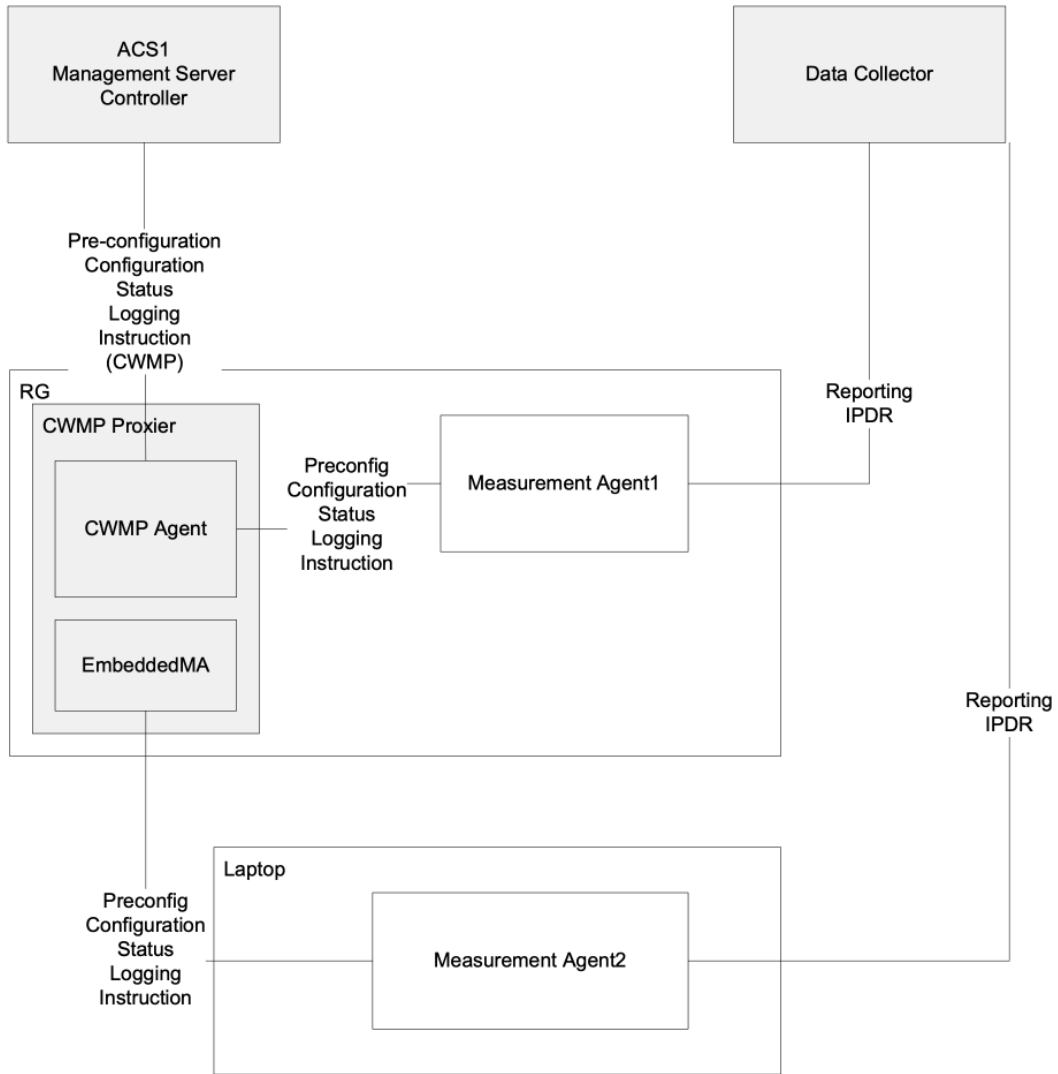 ACS1
Management Server
Controller
Data Collector
Pre-configuration
Configuration
Status
Logging
Instruction
(CWMP)
RG
CWMP Proxier
CWMP Agent
Preconfig
Configuration
Status
Logging
Instruction
Measurement Agent1
Reporting
IPDR
EmbeddedMA
Reporting
IPDR
Laptop
Preconfig
Configuration
Status
Logging
Instruction
Measurement Agent2